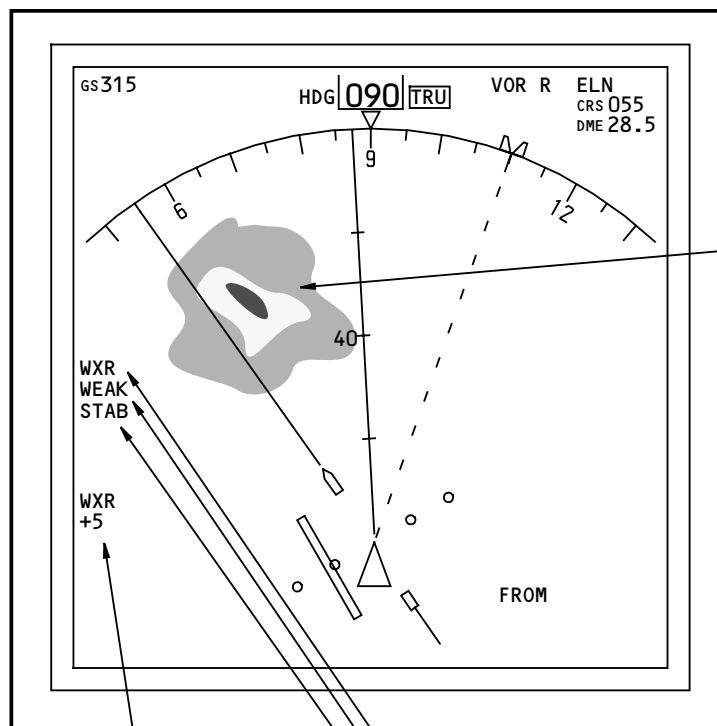 GS315
HDG 090 TRU
VOR R ELN
CRS 055
DME 28.5
6
9
12
40
WXR
WEAK
STAB
WXR
+5
FROM